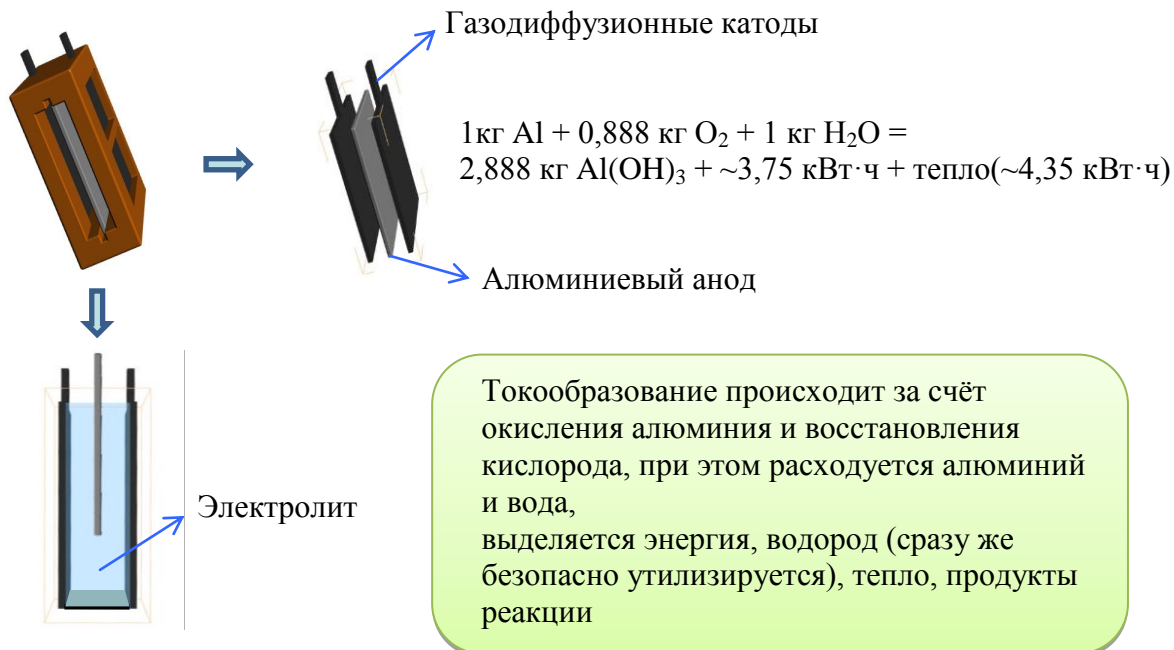 Газодиффузионные катоды
1кг Al + 0,888 кг O₂ + 1 кг H₂O =
2,888 кг Al(OH)₃ + ~3,75 кВт·ч + тепло(~4,35 кВт·ч)
Алюминиевый анод
Электролит
Токообразование происходит за счёт
окисления алюминия и восстановления
кислорода, при этом расходуется алюминий
и вода,
выделяется энергия, водород (сразу же
безопасно утилизируется), тепло, продукты
реакции